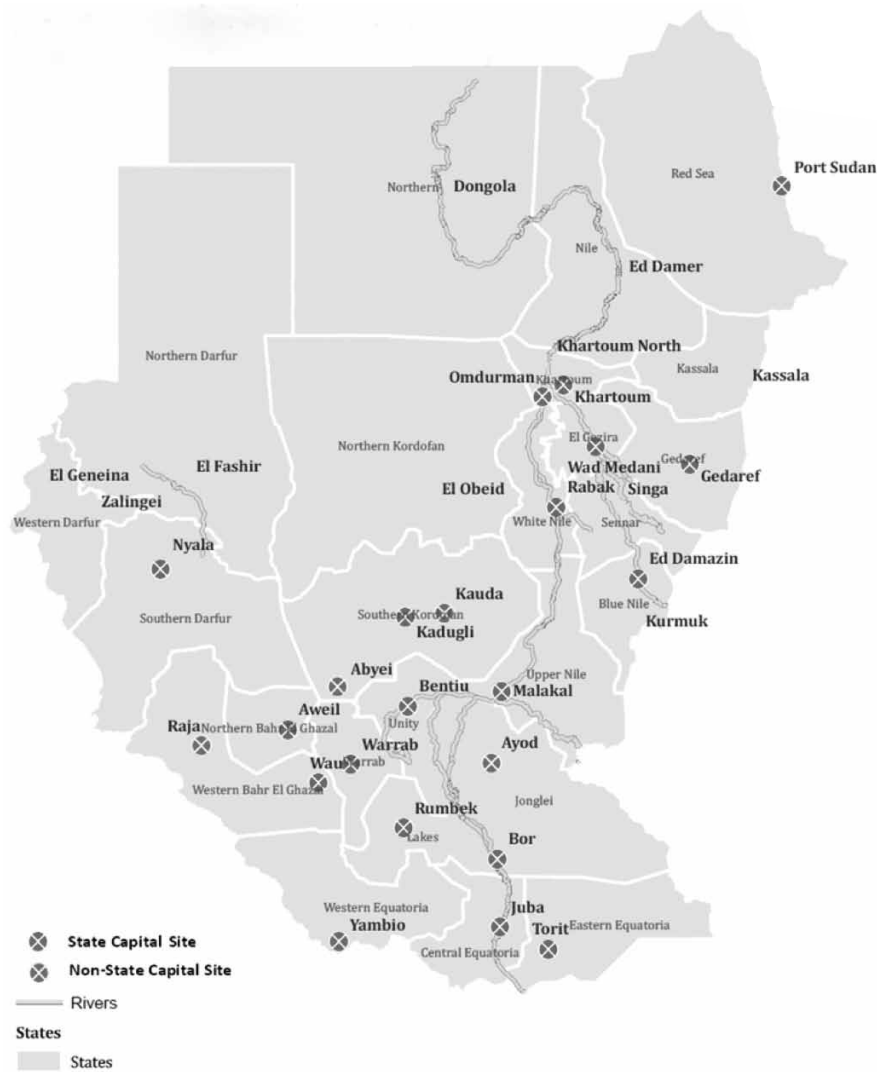 Port Sudan
Red Sea
Northern
Dongola
Nile
Ed Damer
Khartoum North
Northern Darfur
Kassala
Kassala
Omdurman
Khartoum
Khartoum
El Gezira
Northern Kordofan
Gedaref
Gedaref
El Fashir
El Geneina
Wad Medani
El Obeid
Rabak
Singa
Zalingei
Western Darfur
White Nile
Sennar
Nyala
Ed Damazin
Blue Nile
Kauda
Southern Kordofan
Southern Darfur
Kadugli
Kurmuk
Abyei
Upper Nile
Bentiu
Malakal
Aweil
Unity
Raja
Northern Bahr El Ghazal
Warrab
Ayod
Wau
Warrab
Western Bahr El Ghazal
Jonglei
Rumbek
Lakes
Bor
Western Equatoria
Juba
Yambio
Torit
Eastern Equatoria
Central Equatoria
State Capital Site
Non-State Capital Site
Rivers
States
States